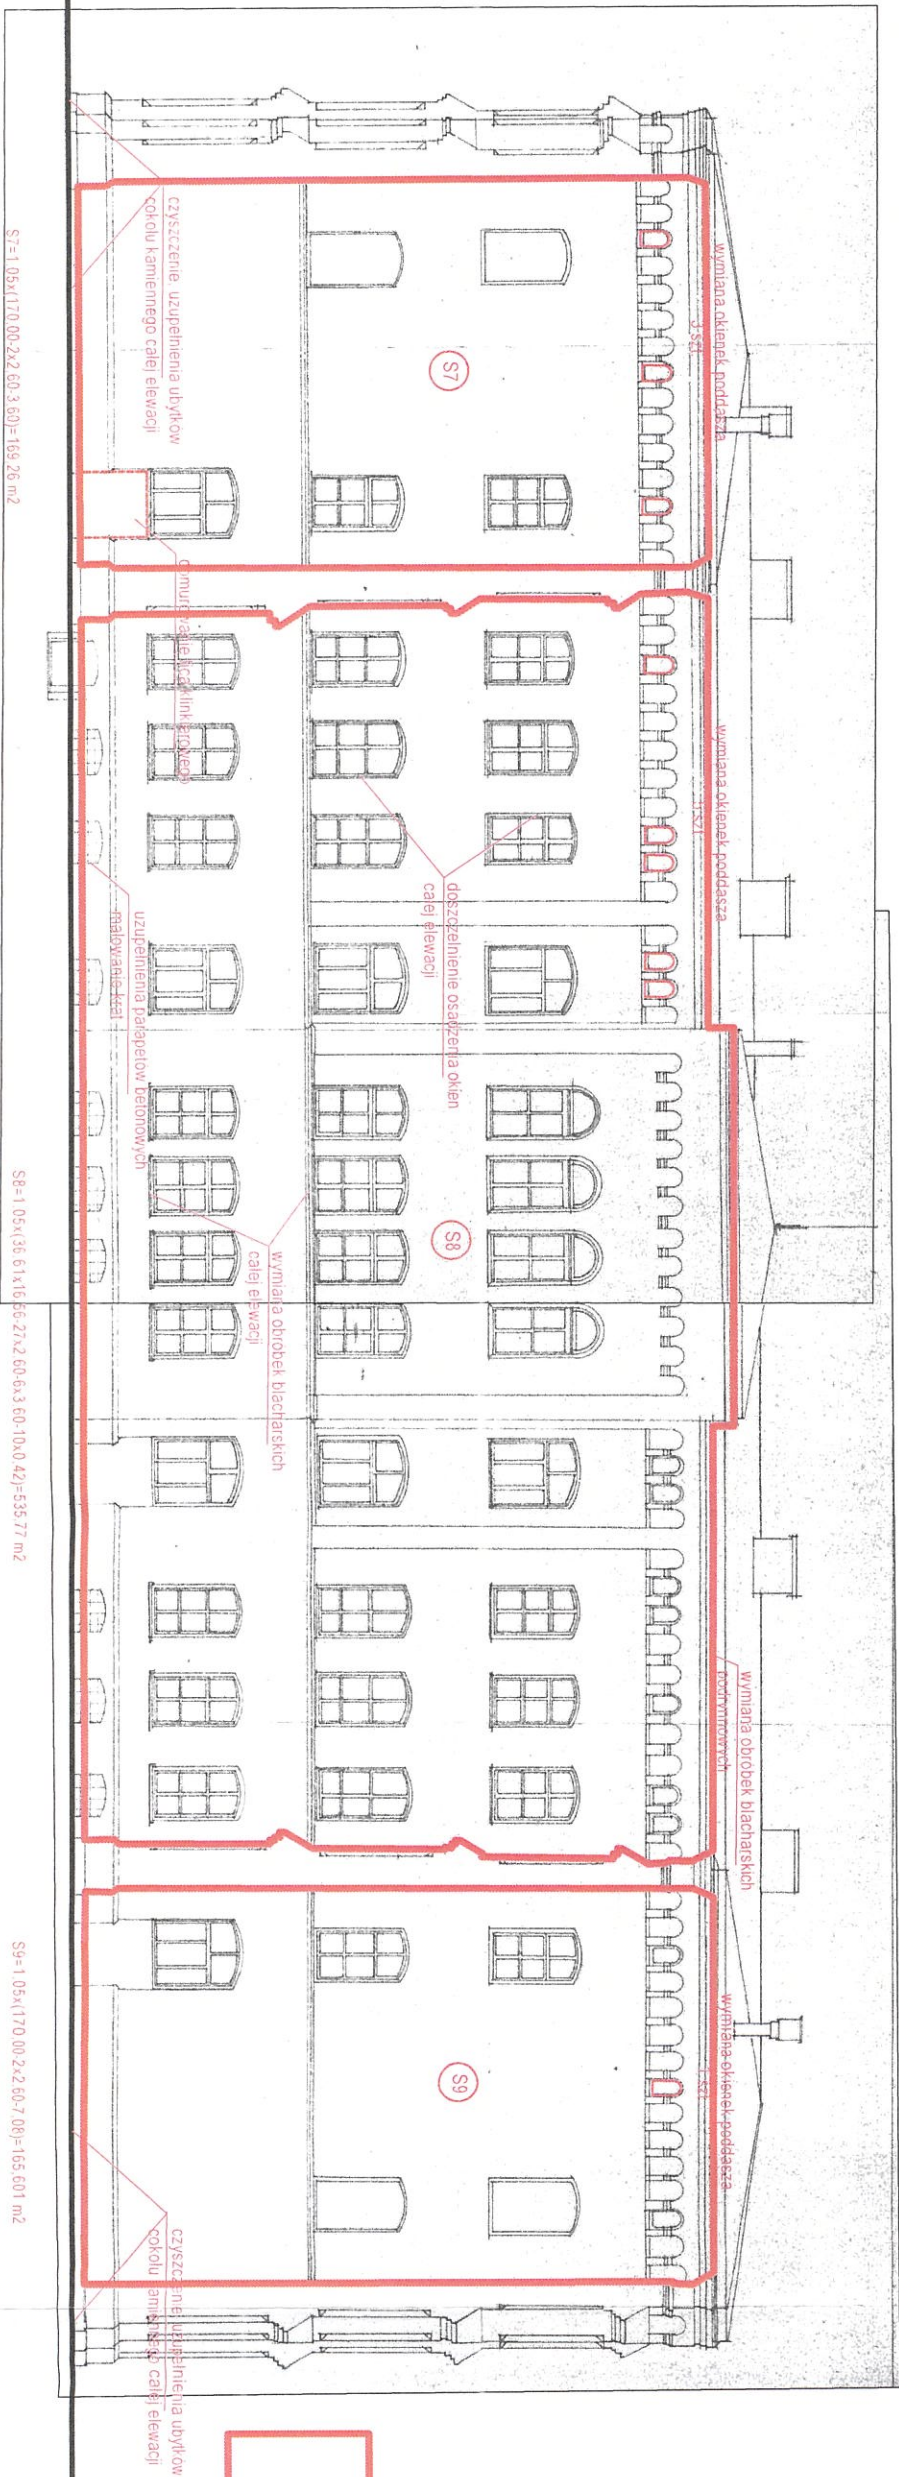 wymiana okienek poddasza
3 szt
wymiana okienek poddasza
wymiana obróbek blacharskich
podrynnowych
wymiana okienek poddasza
1 szt
S7
S8
S9
doszczelnienie osadzenia okien
całej elewacji
wymiana obróbek blacharskich
całej elewacji
czyszczenie, uzupełnienia ubytków
cokołu kamiennego całej elewacji
uzupełnienia parapetów betonowych
malowanie krat
czyszczenie, uzupełnienia ubytków
cokołu kamiennego całej elewacji
S7=1.05x(170.00-2x2.60-3.60)=169.26 m2
S8=1.05x(36.61x16.56-27x2.60-6x3.60-10x0.42)=535.77 m2
S9=1.05x(170.00-2x2.60-7.08)=165.601 m2